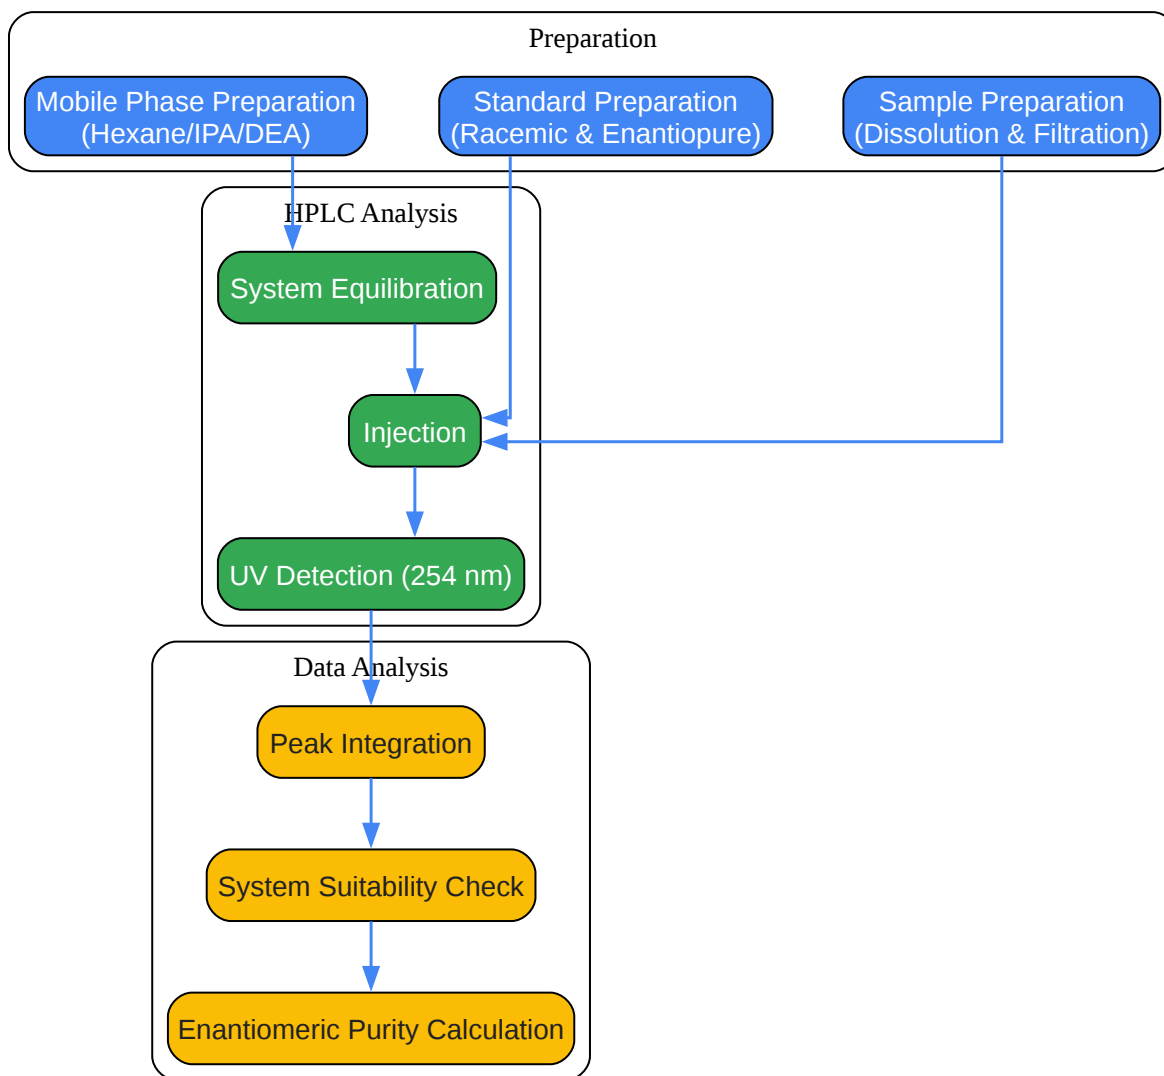 Preparation
Mobile Phase Preparation
(Hexane/IPA/DEA)
Standard Preparation
(Racemic & Enantiopure)
Sample Preparation
(Dissolution & Filtration)
HPLC Analysis
System Equilibration
Injection
UV Detection (254 nm)
Data Analysis
Peak Integration
System Suitability Check
Enantiomeric Purity Calculation